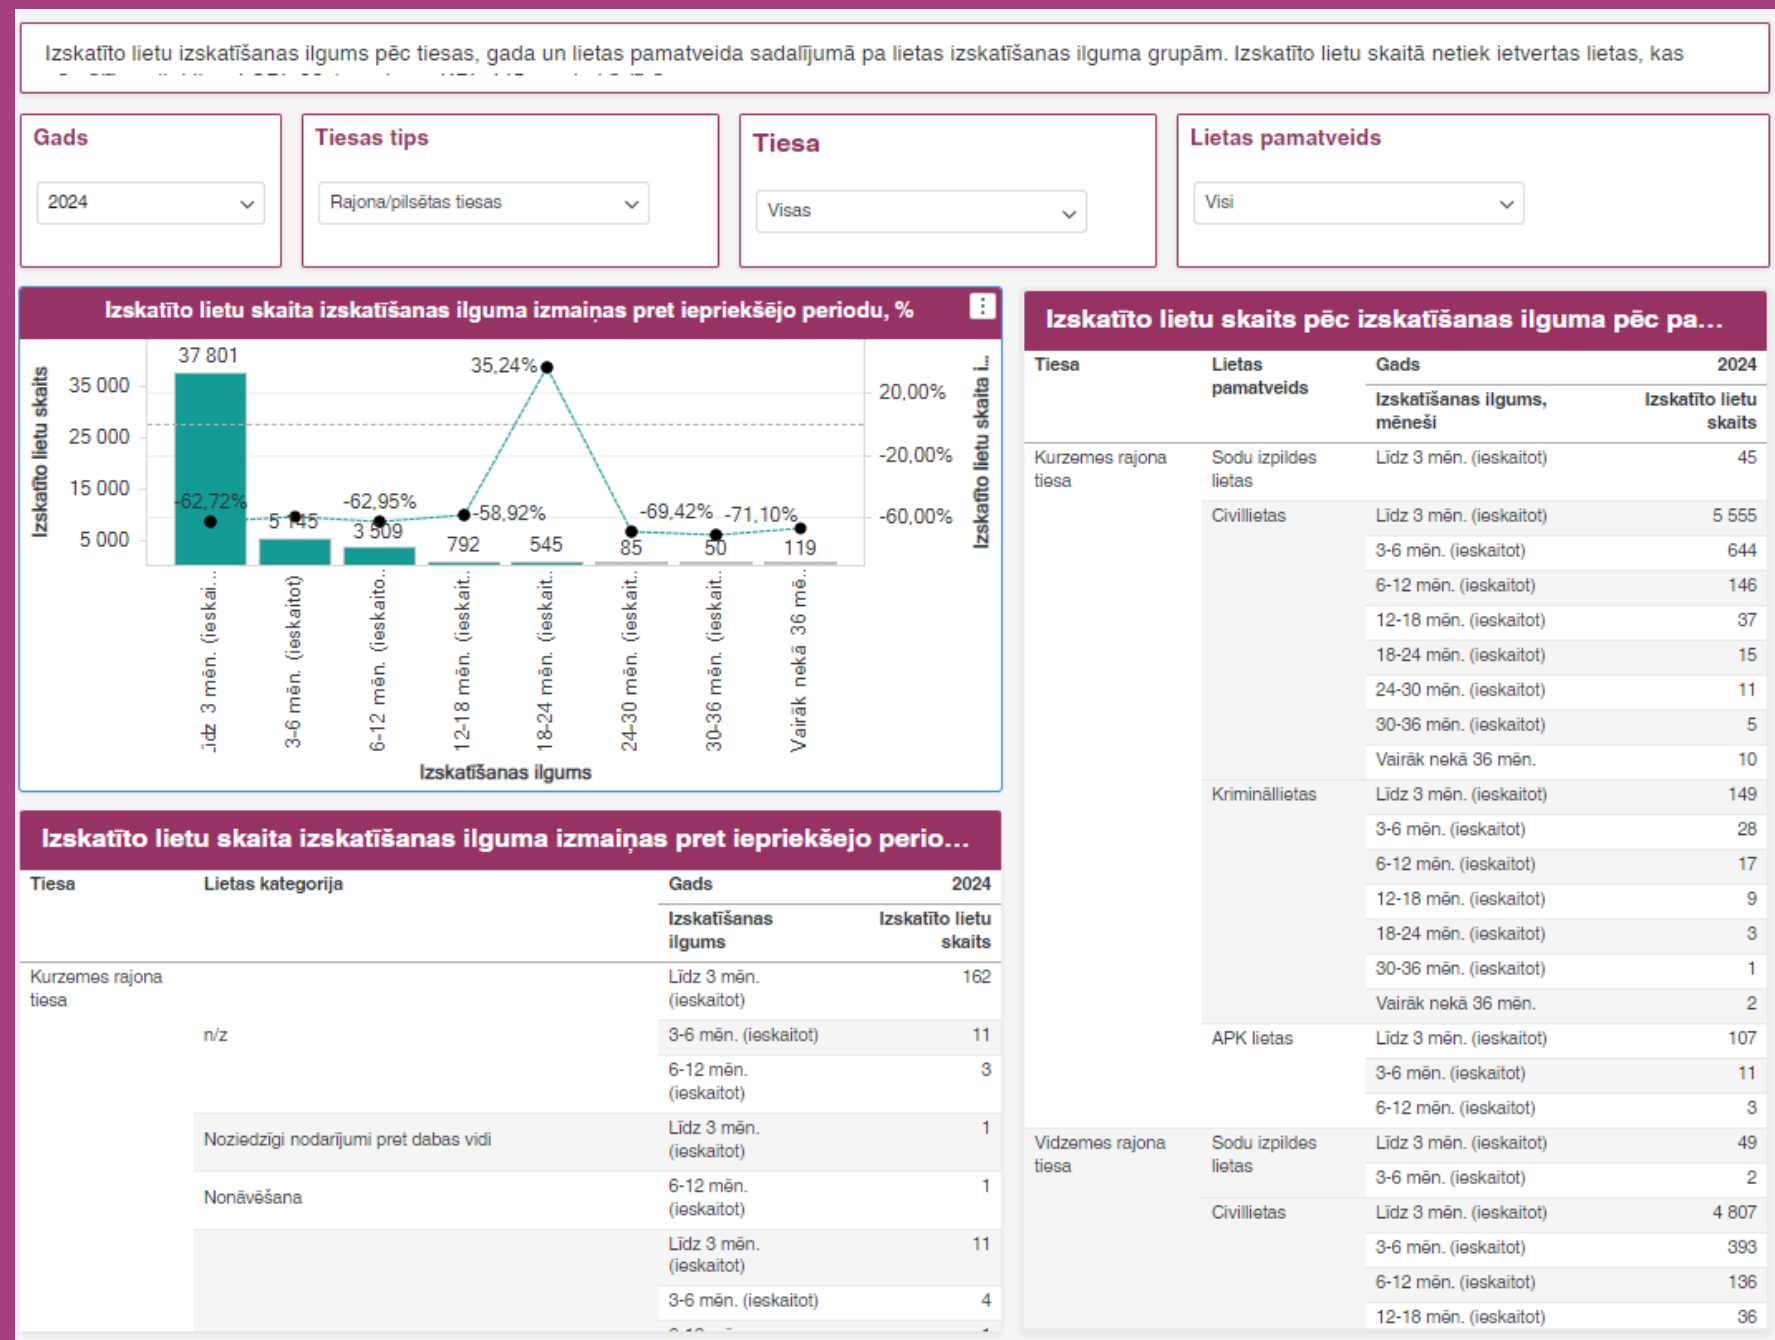 Izskatīto lietu izskatīšanas ilgums pēc tiesas, gada un lietas pamatveida sadalījumā pa lietas izskatīšanas ilguma grupām. Izskatīto lietu skaitā netiek ietvertas lietas, kas
Gads
Tiesas tips
Tiesa
Lietas pamatveids
2024
Rajona/pilsētas tiesas
Visas
Visi
Izskatīto lietu skaita izskatīšanas ilguma izmaiņas pret iepriekšējo periodu, %
Izskatīto lietu skaits
35 000
25 000
15 000
5 000
37 801
5 145
3 509
792
545
85
50
119
-62,72%
-62,95%
-58,92%
35,24%
-69,42%
-71,10%
20,00%
-20,00%
-60,00%
Izskatīto lietu skaita i...
3 mēn. (ieskai...
3-6 mēn. (ieskaitot)
6-12 mēn. (ieskaito...
12-18 mēn. (ieskait...
18-24 mēn. (ieskait...
24-30 mēn. (ieskait...
30-36 mēn. (ieskait...
Vairāk nekā 36 mē...
Izskatīšanas ilgums
Izskatīto lietu skaita izskatīšanas ilguma izmaiņas pret iepriekšejo perio...
Tiesa Lietas kategorija Gads 2024
Izskatīšanas ilgums Izskatīto lietu skaits
Kurzemes rajona tiesa n/z Līdz 3 mēn. (ieskaitot) 162
3-6 mēn. (ieskaitot) 11
6-12 mēn. (ieskaitot) 3
Noziedzīgi nodarījumi pret dabas vidi Līdz 3 mēn. (ieskaitot) 1
Nonāvēšana 6-12 mēn. (ieskaitot) 1
Līdz 3 mēn. (ieskaitot) 11
3-6 mēn. (ieskaitot) 4
Izskatīto lietu skaits pēc izskatīšanas ilguma pēc pa...
Tiesa Lietas pamatveids Gads 2024
Izskatīšanas ilgums, mēneši Izskatīto lietu skaits
Kurzemes rajona tiesa Sodu izpildes lietas Līdz 3 mēn. (ieskaitot) 45
Civillietas Līdz 3 mēn. (ieskaitot) 5 555
3-6 mēn. (ieskaitot) 644
6-12 mēn. (ieskaitot) 146
12-18 mēn. (ieskaitot) 37
18-24 mēn. (ieskaitot) 15
24-30 mēn. (ieskaitot) 11
30-36 mēn. (ieskaitot) 5
Vairāk nekā 36 mēn. 10
Krimināllietas Līdz 3 mēn. (ieskaitot) 149
3-6 mēn. (ieskaitot) 28
6-12 mēn. (ieskaitot) 17
12-18 mēn. (ieskaitot) 9
18-24 mēn. (ieskaitot) 3
30-36 mēn. (ieskaitot) 1
Vairāk nekā 36 mēn. 2
APK lietas Līdz 3 mēn. (ieskaitot) 107
3-6 mēn. (ieskaitot) 11
6-12 mēn. (ieskaitot) 3
Vidzemes rajona tiesa Sodu izpildes lietas Līdz 3 mēn. (ieskaitot) 49
3-6 mēn. (ieskaitot) 2
Civillietas Līdz 3 mēn. (ieskaitot) 4 807
3-6 mēn. (ieskaitot) 393
6-12 mēn. (ieskaitot) 136
12-18 mēn. (ieskaitot) 36